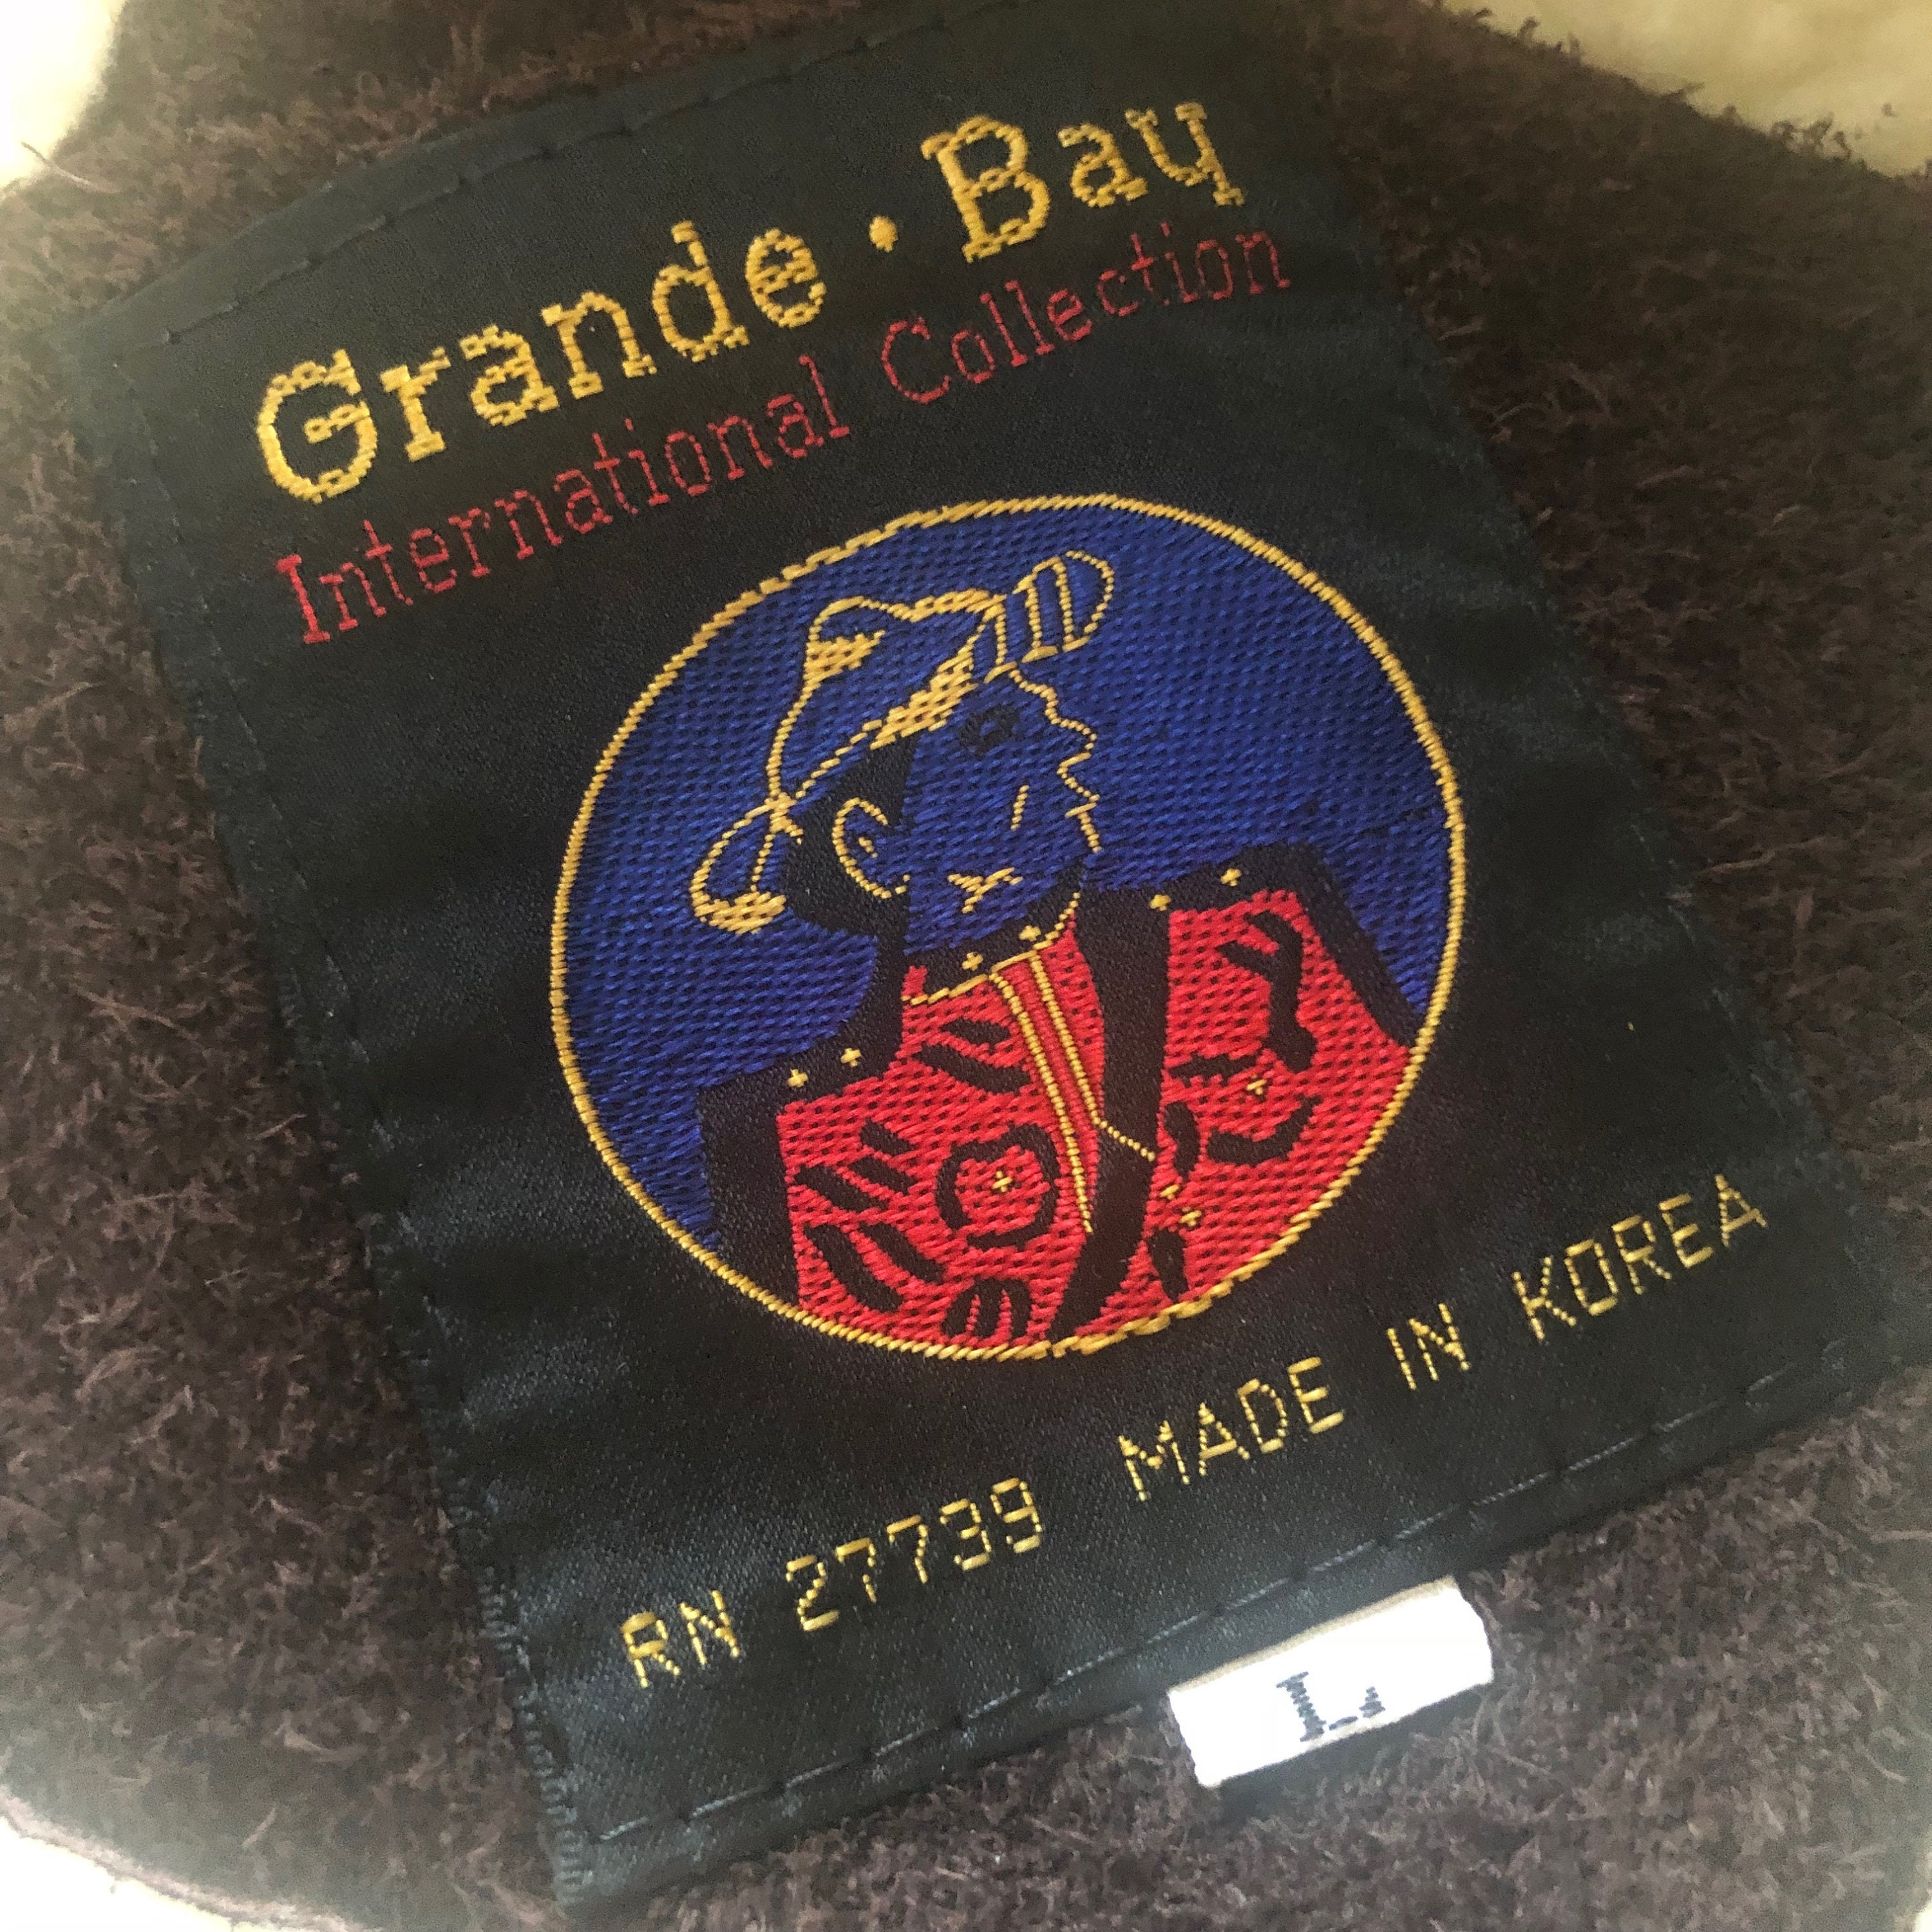 Grande · Bay
International Collection
RN 27739 MADE IN KOREA
L